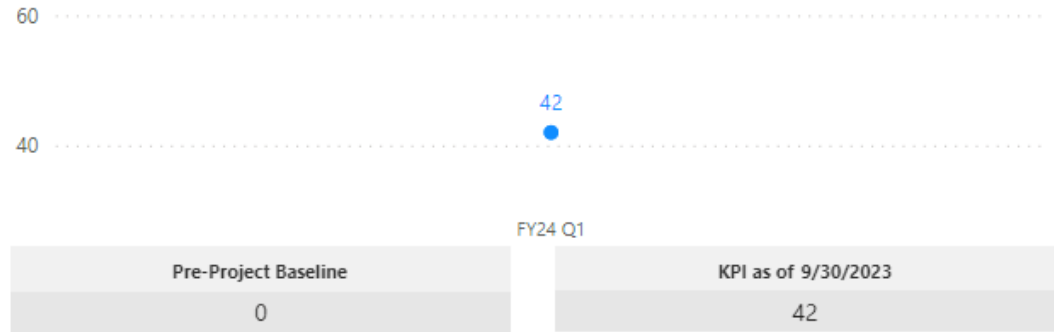 60
42
40
FY24 Q1
Pre-Project Baseline
KPI as of 9/30/2023
0
42